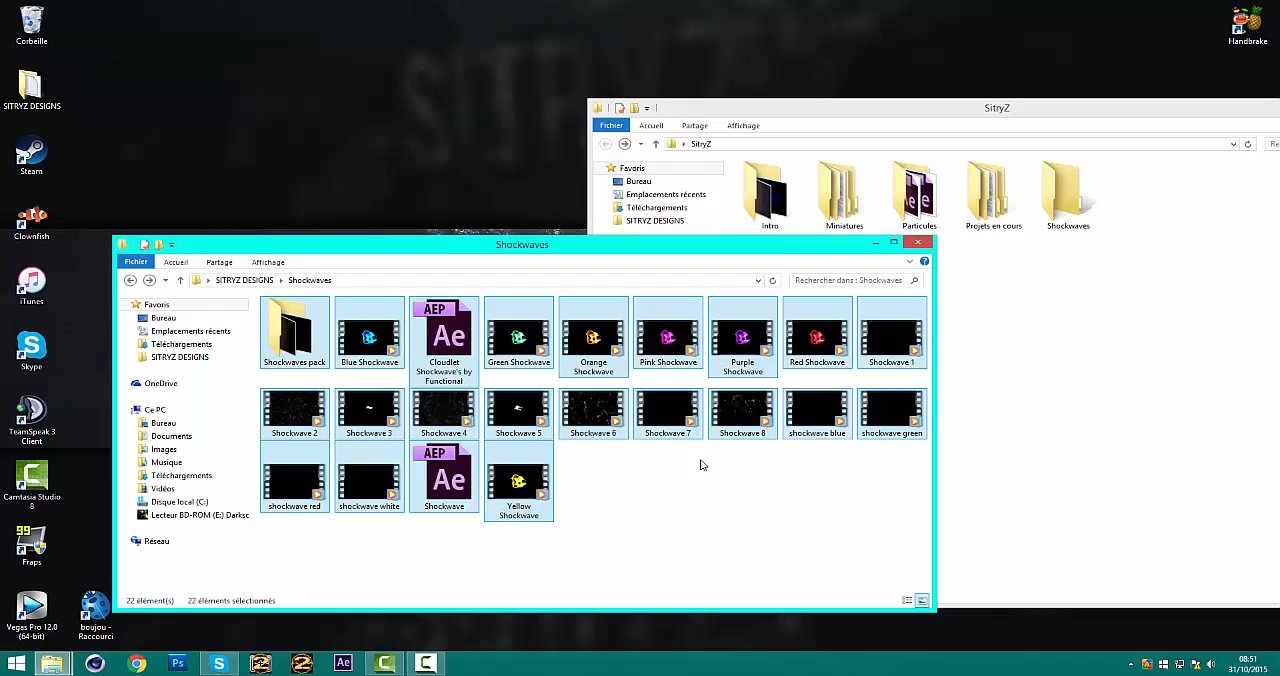 Corbeille
SITRYZ DESIGNS
Steam
Clownfish
iTunes
Skype
TeamSpeak 3
Client
Camtasia Studio
8
Fraps
Vegas Pro 12.0
(64-bit)
boujou -
Raccourci
Handbrake
SITRYZ
SitryZ
Fichier
Accueil
Partage
Affichage
SitryZ
Re
Favoris
Bureau
Emplacements récents
Téléchargements
SITRYZ DESIGNS
Intro
Miniatures
Particules
Projets en cours
Shockwaves
Shockwaves
Fichier
Accueil
Partage
Affichage
SITRYZ DESIGNS
Shockwaves
Rechercher dans : Shockwaves
Favoris
Bureau
Emplacements récents
Téléchargements
SITRYZ DESIGNS
OneDrive
Ce PC
Bureau
Documents
Images
Musique
Téléchargements
Vidéos
Disque local (C:)
Lecteur BD-ROM (E:) Darksc
Réseau
Shockwaves pack
Blue Shockwave
AEP
Ae
Cloudlet
Shockwave's by
Functional
Green Shockwave
Orange
Shockwave
Pink Shockwave
Purple
Shockwave
Red Shockwave
Shockwave 1
Shockwave 2
Shockwave 3
Shockwave 4
Shockwave 5
Shockwave 6
Shockwave 7
Shockwave 8
shockwave blue
shockwave green
shockwave red
shockwave white
AEP
Ae
Shockwave
Yellow
Shockwave
22 élément(s)
22 éléments sélectionnés
99
Ps
Ae
08:51
31/10/2015